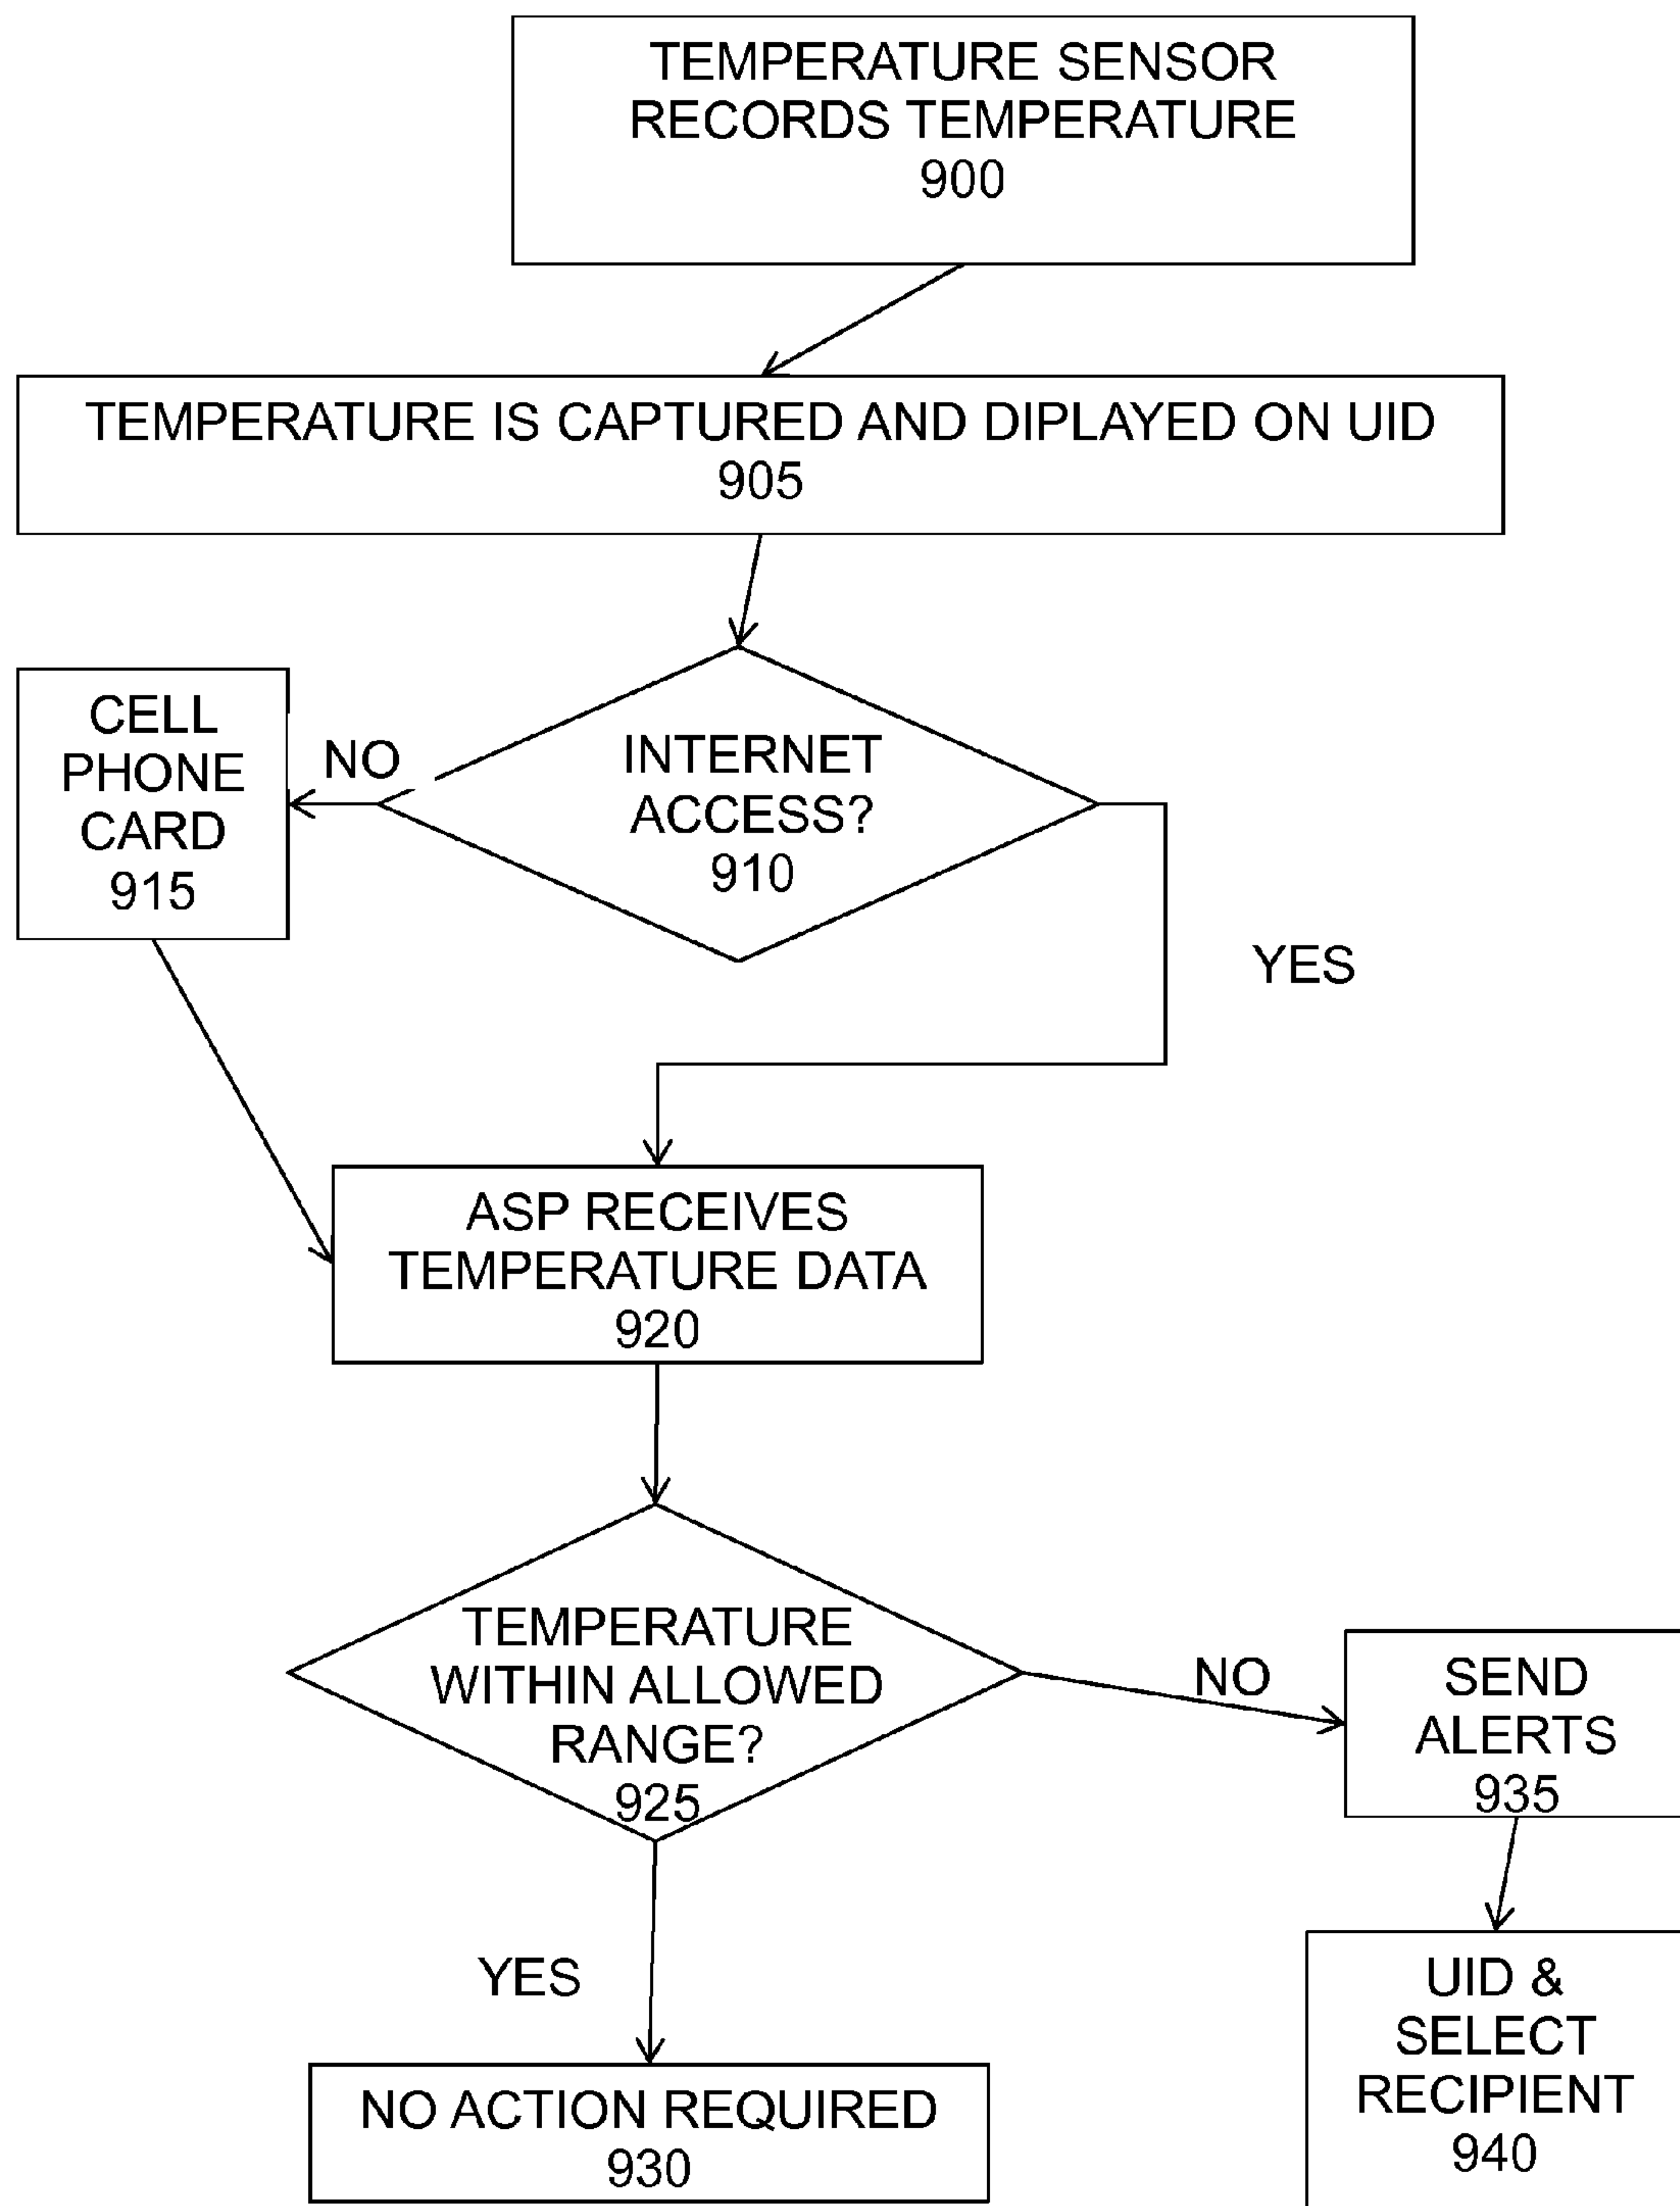 TEMPERATURE SENSOR
RECORDS TEMPERATURE
900
TEMPERATURE IS CAPTURED AND DIPLAYED ON UID
905
CELL
PHONE
CARD
915
NO
INTERNET
ACCESS?
910
YES
ASP RECEIVES
TEMPERATURE DATA
920
TEMPERATURE
WITHIN ALLOWED
RANGE?
925
NO
SEND
ALERTS
935
YES
UID &
SELECT
RECIPIENT
940
NO ACTION REQUIRED
930